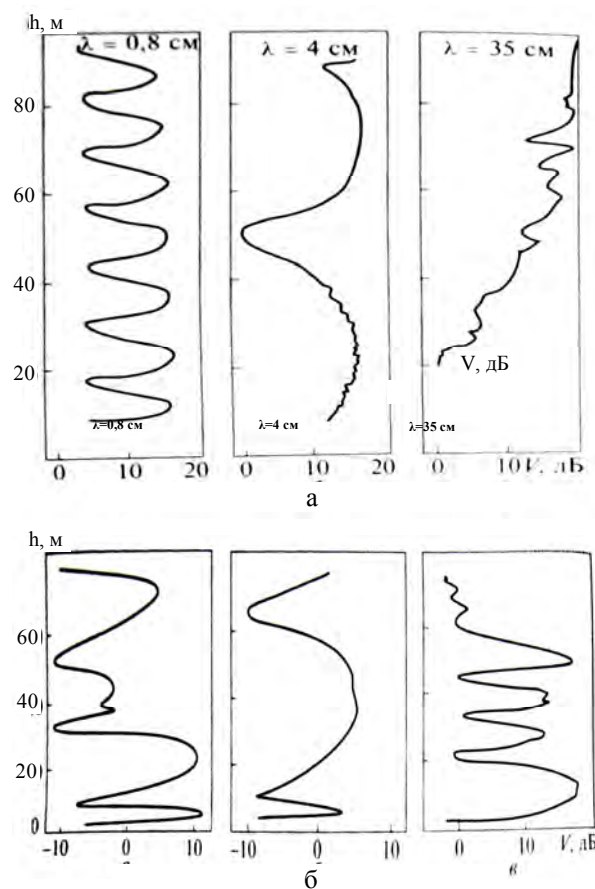 h, м
λ = 0,8 см λ = 4 см λ = 35 см
80
60
40
20
V, дБ
λ=0,8 см λ=4 см λ=35 см
0 10 20 0 10 20 0 10 V, дБ
а
h, м
60
40
20
0
-10 0 10 -10 0 10 0 10 V, дБ
в
б